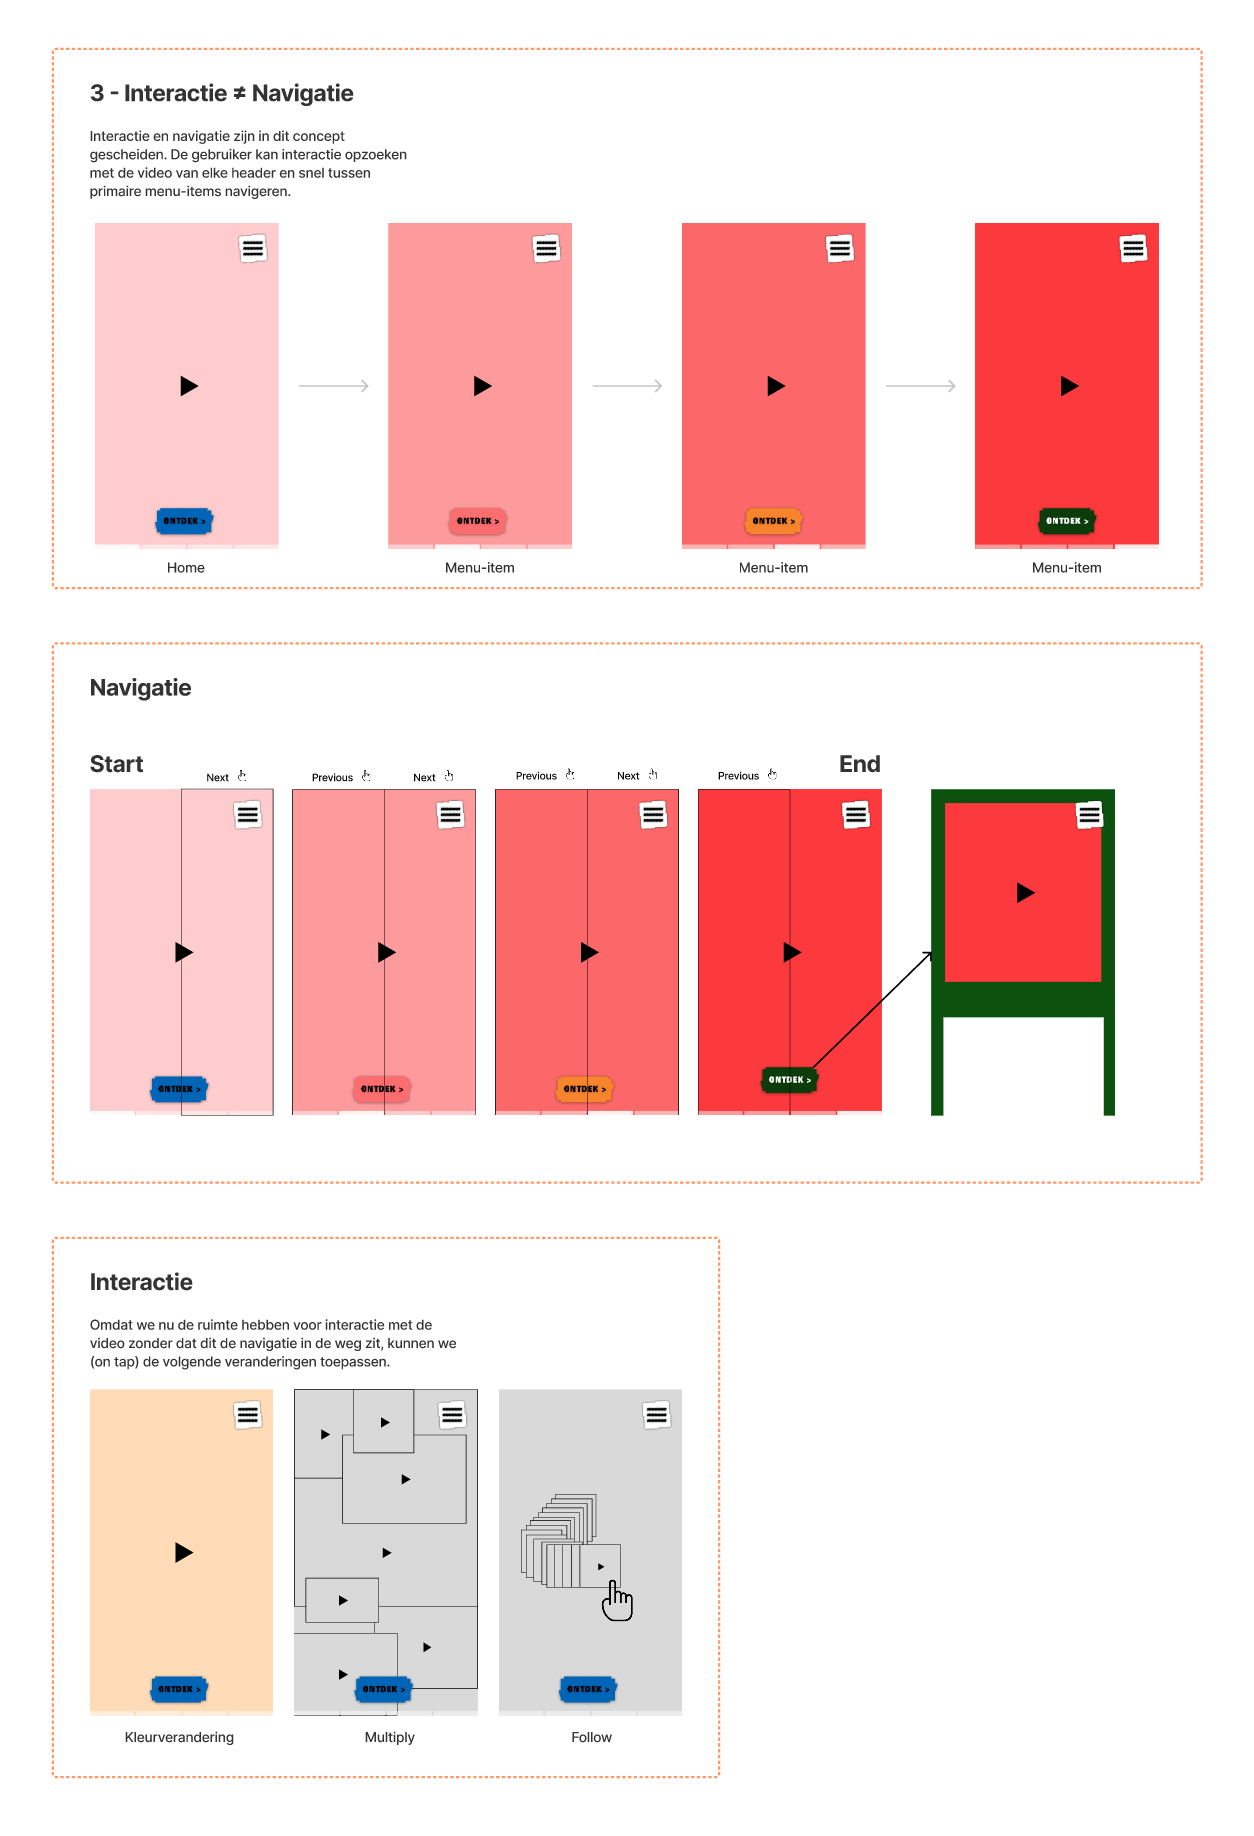 3 - Interactie ≠ Navigatie
Interactie en navigatie zijn in dit concept
gescheiden. De gebruiker kan interactie opzoeken
met de video van elke header en snel tussen
primaire menu-items navigeren.
ONTDEK >
ONTDEK >
ONTDEK >
ONTDEK >
Home
Menu-item
Menu-item
Menu-item
Navigatie
Start
Next
Previous
Next
Previous
Next
Previous
End
ONTDEK >
ONTDEK >
ONTDEK >
ONTDEK >
Interactie
Omdat we nu de ruimte hebben voor interactie met de
video zonder dat dit de navigatie in de weg zit, kunnen we
(on tap) de volgende veranderingen toepassen.
ONTDEK >
ONTDEK >
ONTDEK >
Kleurverandering
Multiply
Follow